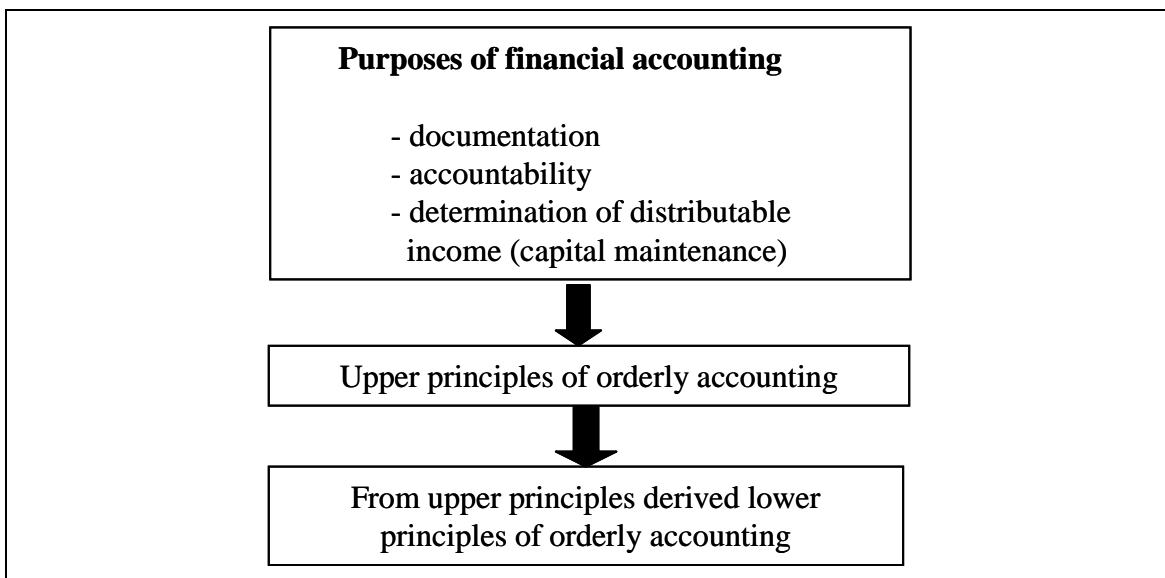 Purposes of financial accounting
- documentation
- accountability
- determination of distributable
income (capital maintenance)
Upper principles of orderly accounting
From upper principles derived lower
principles of orderly accounting